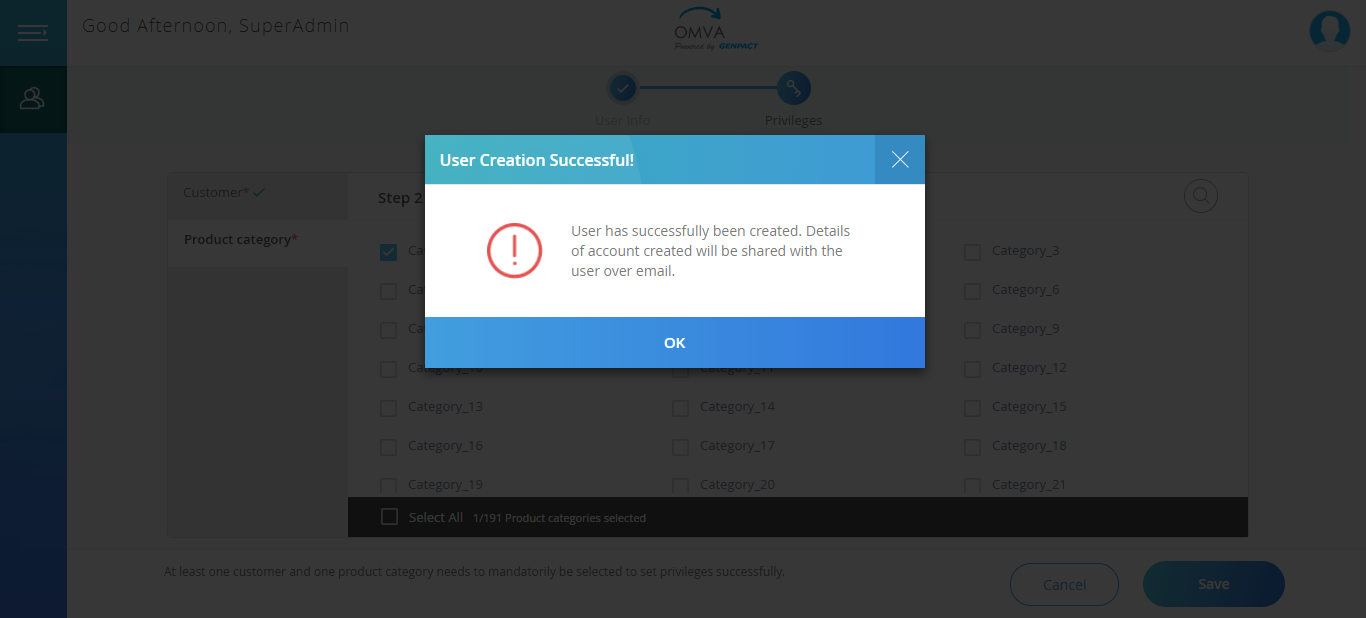 Good Afternoon, SuperAdmin
OMVA
Powered by GENPACT
User Info
Privileges
User Creation Successful!
User has successfully been created. Details
of account created will be shared with the
user over email.
OK
Customer*
Product category*
Step 2
Ca
Category_3
Ca
Category_6
Ca
Category_9
Category_10
Category_11
Category_12
Category_13
Category_14
Category_15
Category_16
Category_17
Category_18
Category_19
Category_20
Category_21
Select All 1/191 Product categories selected
At least one customer and one product category needs to mandatorily be selected to set privileges successfully.
Cancel
Save